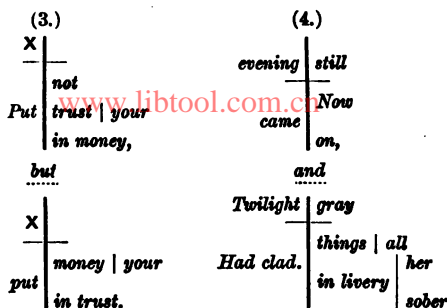 (3.)
X
not
Put trust | your
in money,
but
X
put money | your
in trust.
(4.)
evening still
Now
came
on,
and
Twilight gray
things | all
Had clad. her
in livery
sober
www.libtool.com.cn